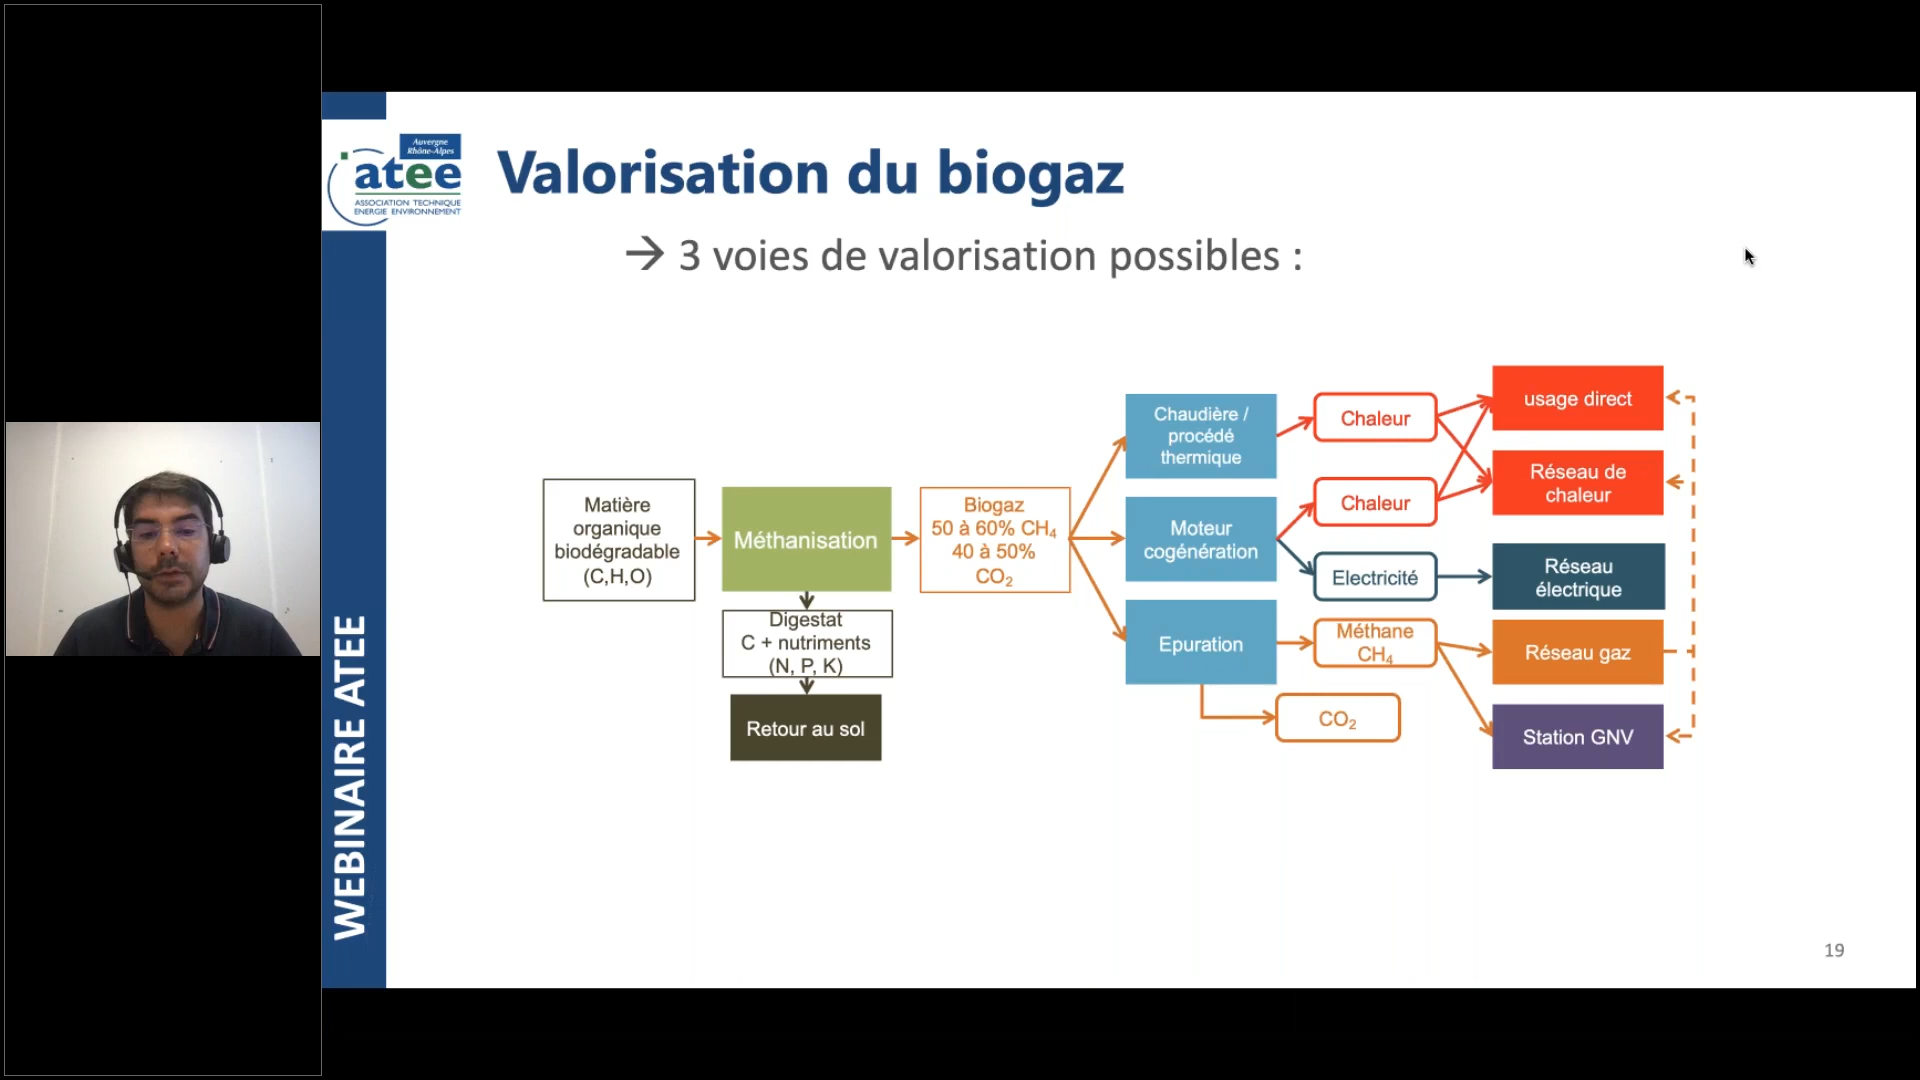 Auvergne
Rhône-Alpes
atee
ASSOCIATION TECHNIQUE
ENERGIE ENVIRONNEMENT
WEBINAIRE ATEE
Valorisation du biogaz
→ 3 voies de valorisation possibles :
Matière
organique
biodégradable
(C,H,O)
Méthanisation
Digestat
C + nutriments
(N, P, K)
Retour au sol
Biogaz
50 à 60% CH₄
40 à 50%
CO₂
Chaudière /
procédé
thermique
Moteur
cogénération
Epuration
Chaleur
Chaleur
Electricité
Méthane
CH₄
CO₂
usage direct
Réseau de
chaleur
Réseau
électrique
Réseau gaz
Station GNV
19